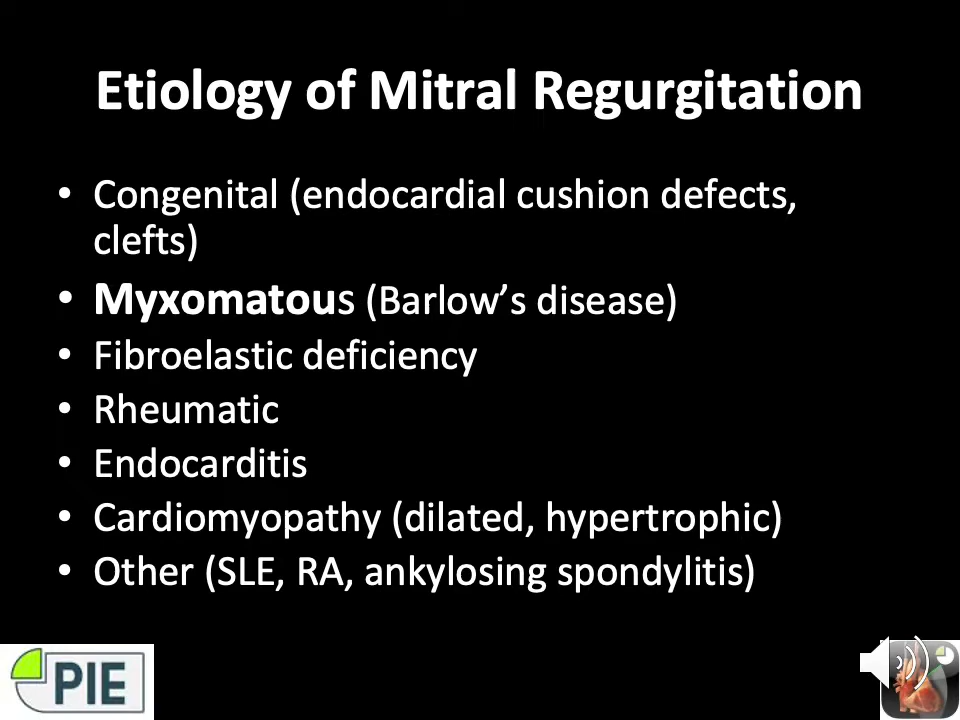 Etiology of Mitral Regurgitation
• Congenital (endocardial cushion defects,
clefts)
• Myxomatous (Barlow’s disease)
• Fibroelastic deficiency
• Rheumatic
• Endocarditis
• Cardiomyopathy (dilated, hypertrophic)
• Other (SLE, RA, ankylosing spondylitis)
PIE